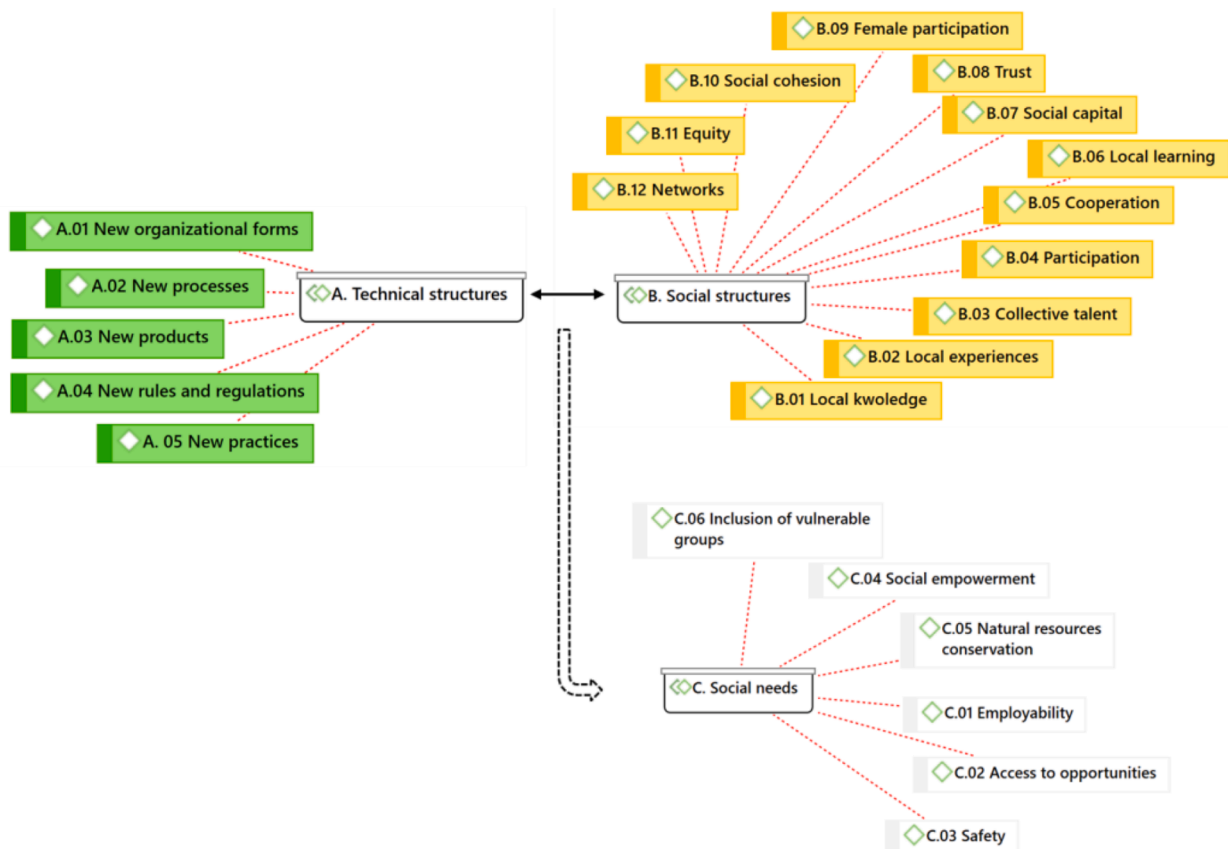 B.09 Female participation
B.10 Social cohesion
B.08 Trust
B.07 Social capital
B.11 Equity
B.06 Local learning
B.12 Networks
B.05 Cooperation
A.01 New organizational forms
B.04 Participation
A.02 New processes
A. Technical structures
B. Social structures
B.03 Collective talent
A.03 New products
B.02 Local experiences
A.04 New rules and regulations
B.01 Local kwoledge
A. 05 New practices
C.06 Inclusion of vulnerable
groups
C.04 Social empowerment
C.05 Natural resources
conservation
C. Social needs
C.01 Employability
C.02 Access to opportunities
C.03 Safety